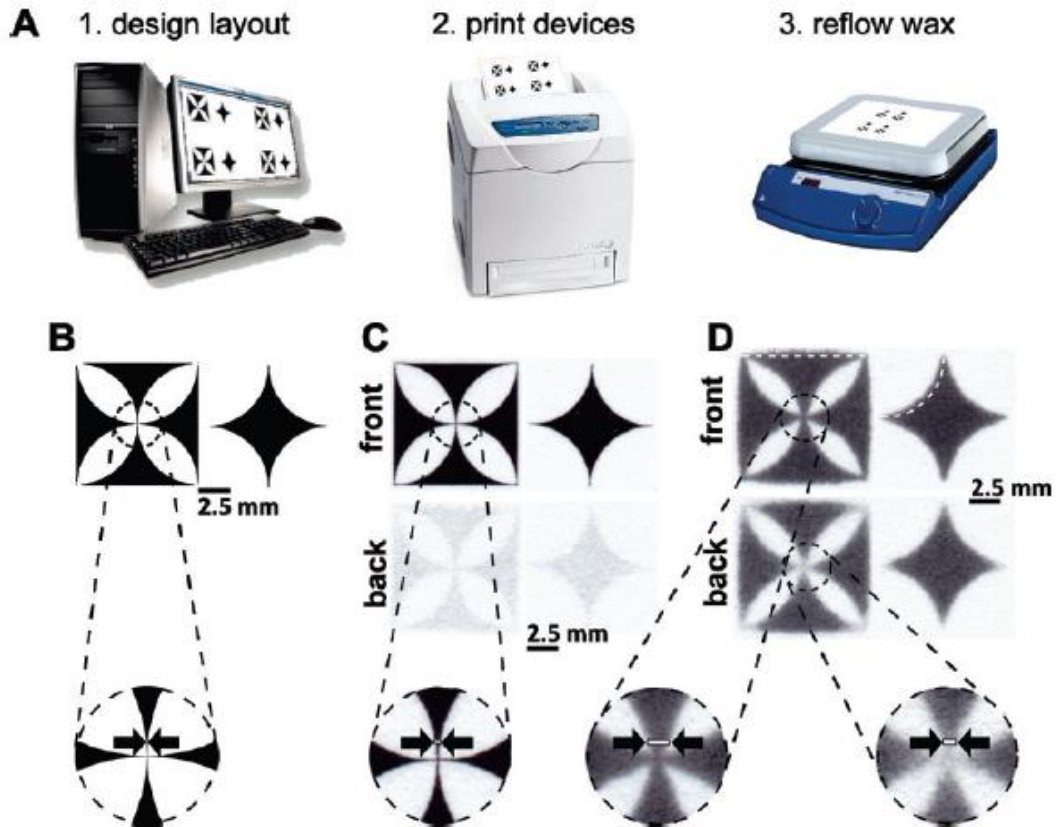 A
1. design layout
2. print devices
3. reflow wax
B
2.5 mm
C
front
back
2.5 mm
D
front
2.5 mm
back